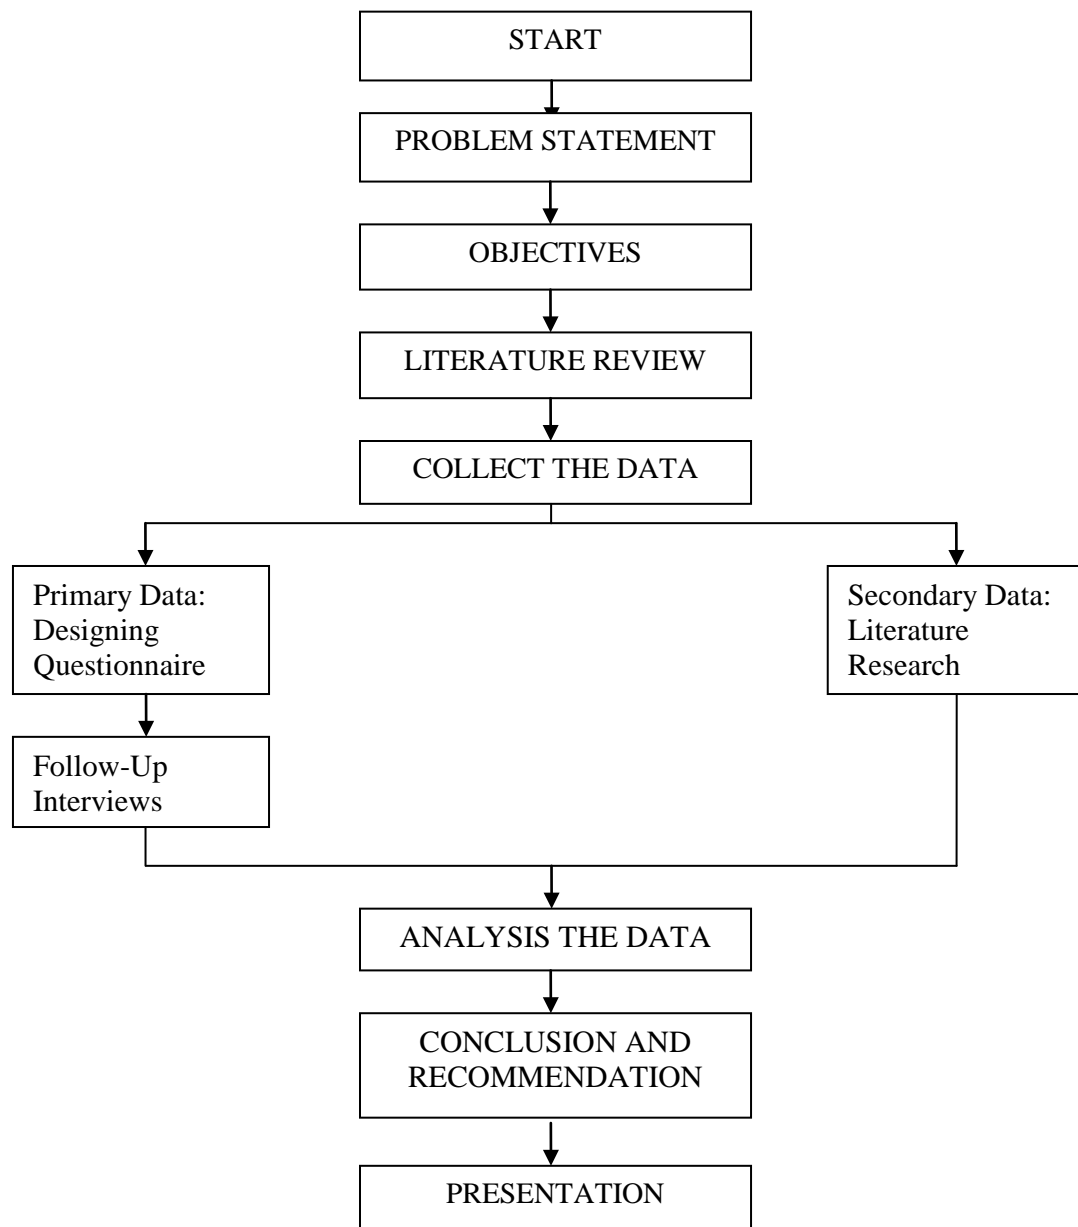 START
PROBLEM STATEMENT
OBJECTIVES
LITERATURE REVIEW
COLLECT THE DATA
Primary Data:
Designing
Questionnaire
Secondary Data:
Literature
Research
Follow-Up
Interviews
ANALYSIS THE DATA
CONCLUSION AND
RECOMMENDATION
PRESENTATION